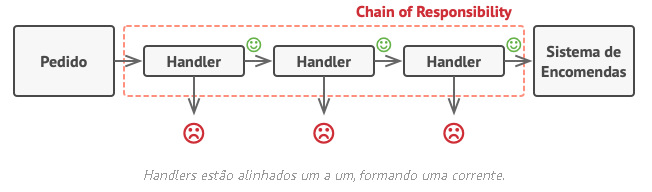 Chain of Responsibility
Pedido
Handler
Handler
Handler
Sistema de
Encomendas
Handlers estão alinhados um a um, formando uma corrente.